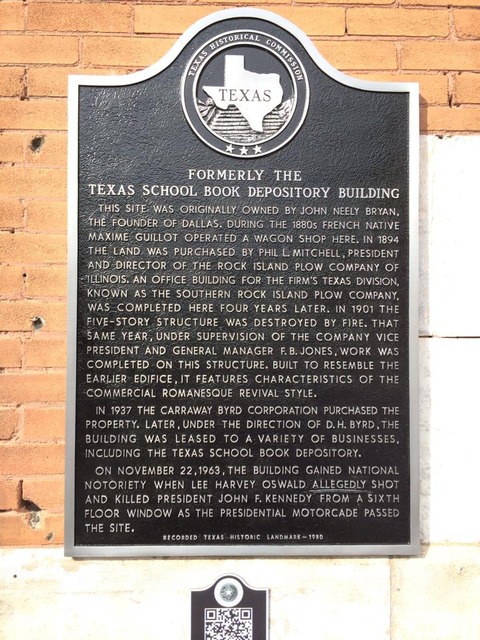 TEXAS HISTORICAL COMMISSION
TEXAS
FORMERLY THE
TEXAS SCHOOL BOOK DEPOSITORY BUILDING
THIS SITE WAS ORIGINALLY OWNED BY JOHN NEELY BRYAN,
THE FOUNDER OF DALLAS. DURING THE 1880s FRENCH NATIVE
MAXIME GUILLOT OPERATED A WAGON SHOP HERE. IN 1894
THE LAND WAS PURCHASED BY PHIL L. MITCHELL, PRESIDENT
AND DIRECTOR OF THE ROCK ISLAND PLOW COMPANY OF
ILLINOIS. AN OFFICE BUILDING FOR THE FIRM'S TEXAS DIVISION,
KNOWN AS THE SOUTHERN ROCK ISLAND PLOW COMPANY,
WAS COMPLETED HERE FOUR YEARS LATER. IN 1901 THE
FIVE-STORY STRUCTURE WAS DESTROYED BY FIRE. THAT
SAME YEAR, UNDER SUPERVISION OF THE COMPANY VICE
PRESIDENT AND GENERAL MANAGER F. B. JONES, WORK WAS
COMPLETED ON THIS STRUCTURE. BUILT TO RESEMBLE THE
EARLIER EDIFICE, IT FEATURES CHARACTERISTICS OF THE
COMMERCIAL ROMANESQUE REVIVAL STYLE.
IN 1937 THE CARRAWAY BYRD CORPORATION PURCHASED THE
PROPERTY. LATER, UNDER THE DIRECTION OF D. H. BYRD, THE
BUILDING WAS LEASED TO A VARIETY OF BUSINESSES,
INCLUDING THE TEXAS SCHOOL BOOK DEPOSITORY.
ON NOVEMBER 22, 1963, THE BUILDING GAINED NATIONAL
NOTORIETY WHEN LEE HARVEY OSWALD ALLEGEDLY SHOT
AND KILLED PRESIDENT JOHN F. KENNEDY FROM A SIXTH
FLOOR WINDOW AS THE PRESIDENTIAL MOTORCADE PASSED
THE SITE.
RECORDED TEXAS HISTORIC LANDMARK - 1980